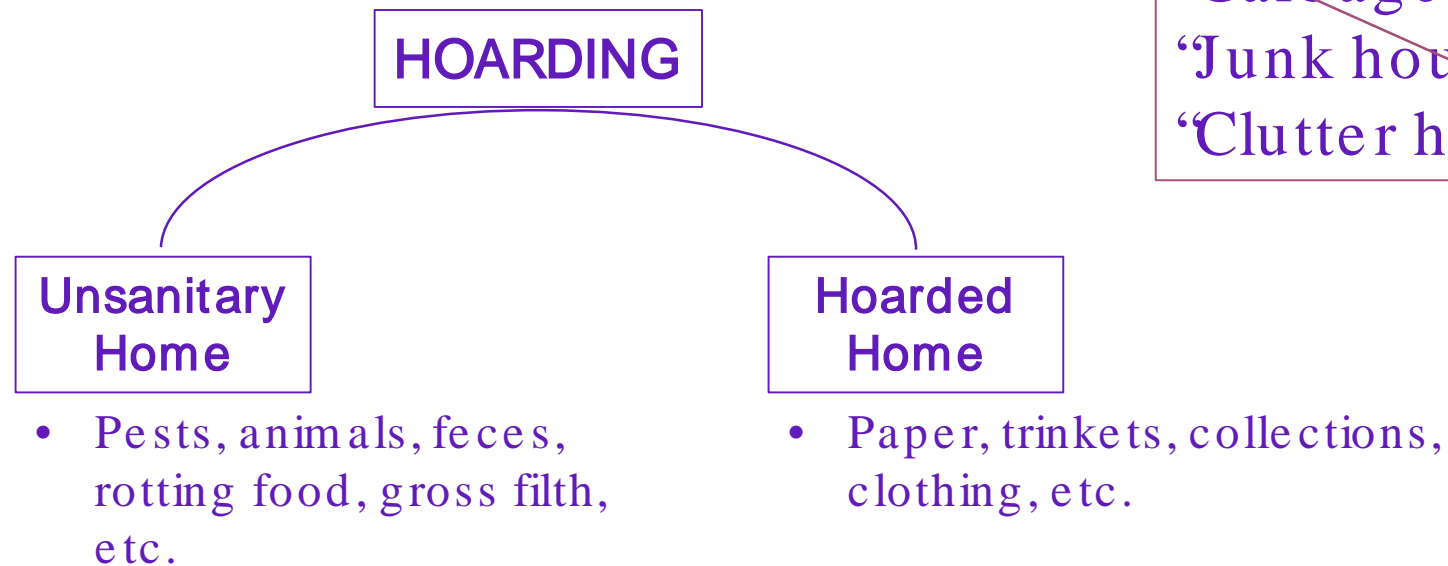 HOARDING
“Junk
“Clutter
Unsanitary
Home
• Pests, animals, feces,
rotting food, gross filth,
etc.
Hoarded
Home
• Paper, trinkets, collections,
clothing, etc.